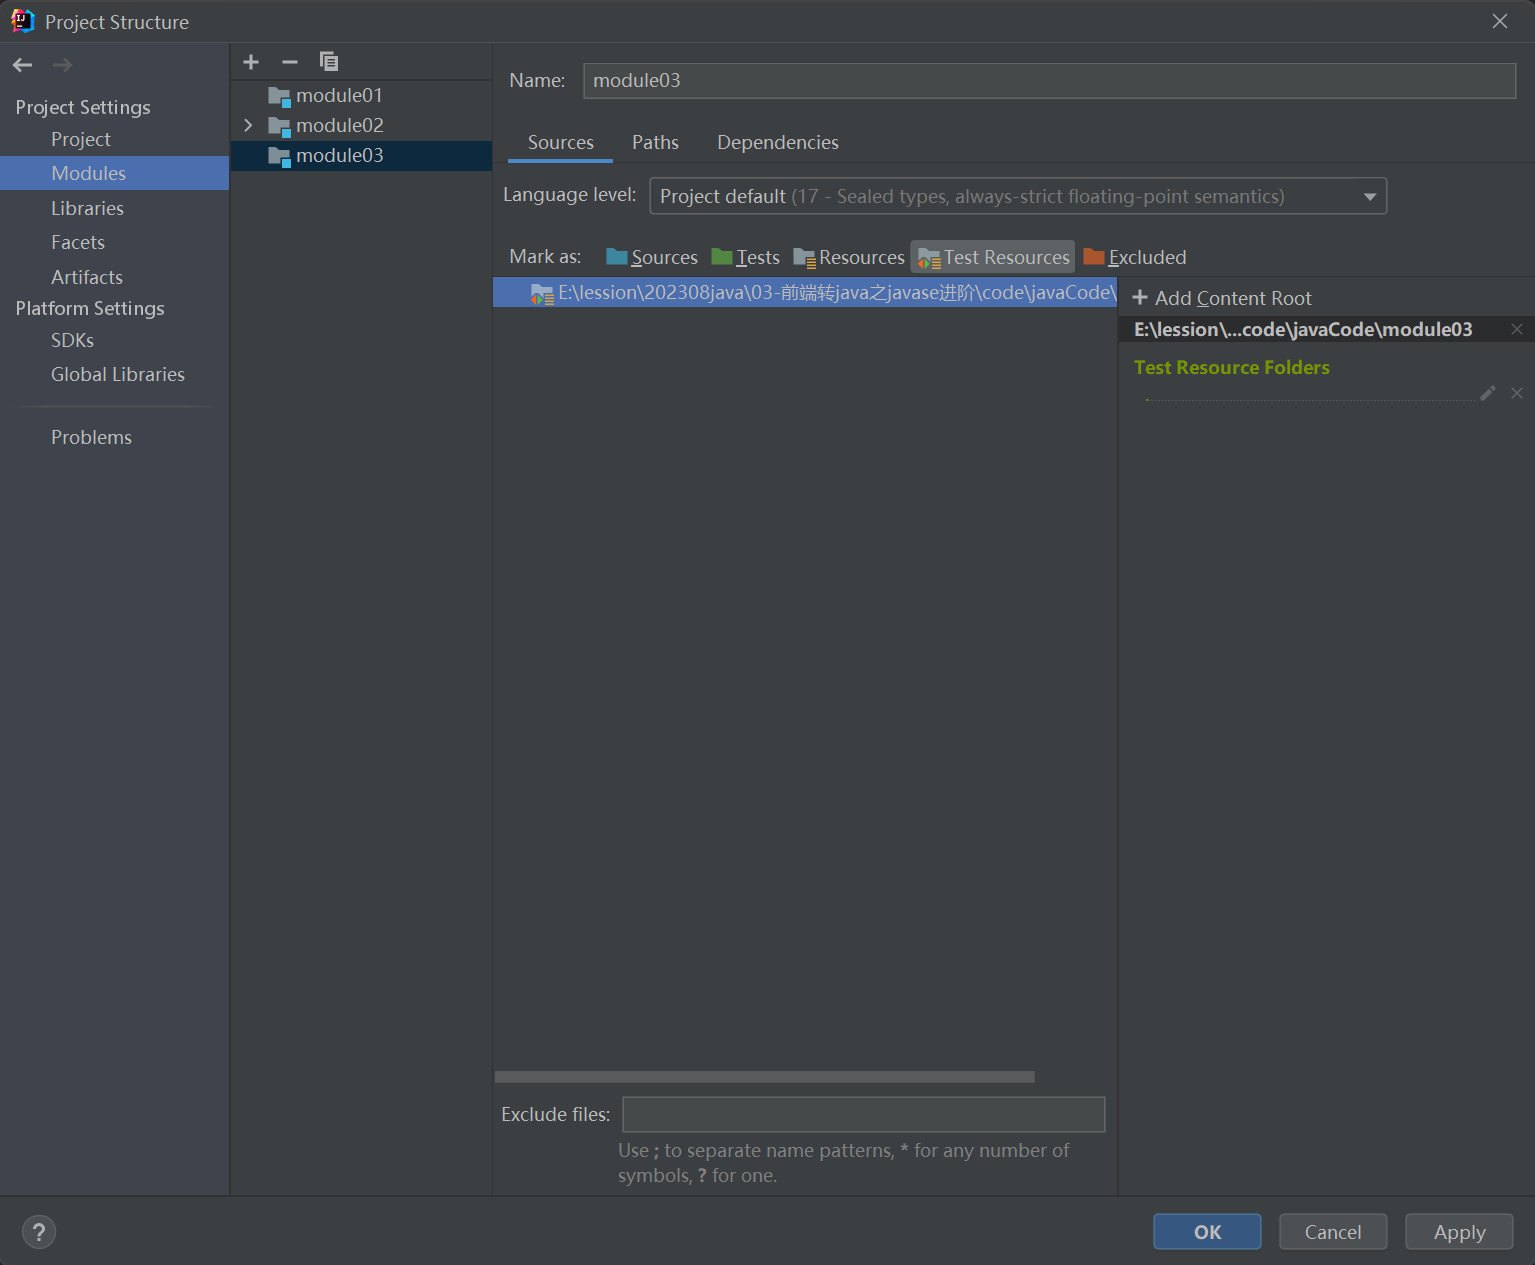 Project Structure
Project Settings
Project
Modules
Libraries
Facets
Artifacts
Platform Settings
SDKs
Global Libraries
Problems
module01
module02
module03
Name: module03
Sources Paths Dependencies
Language level: Project default (17 - Sealed types, always-strict floating-point semantics)
Mark as: Sources Tests Resources Test Resources Excluded
E:\lession\202308java\03-前端转java之javase进阶\code\javaCode\
+ Add Content Root
E:\lession\...code\javaCode\module03
Test Resource Folders
.
Exclude files:
Use ; to separate name patterns, * for any number of
symbols, ? for one.
?
OK Cancel Apply